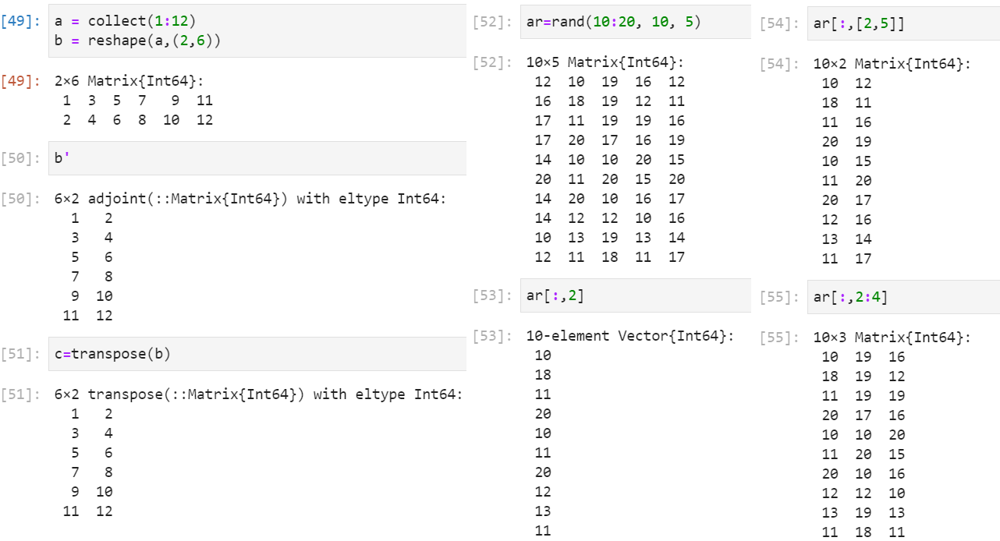 [49]: a = collect(1:12)
b = reshape(a,(2,6))
[49]: 2×6 Matrix{Int64}:
1 3 5 7 9 11
2 4 6 8 10 12
[50]: b'
[50]: 6×2 adjoint(::Matrix{Int64}) with eltype Int64:
1 2
3 4
5 6
7 8
9 10
11 12
[51]: c=transpose(b)
[51]: 6×2 transpose(::Matrix{Int64}) with eltype Int64:
1 2
3 4
5 6
7 8
9 10
11 12
[52]: ar=rand(10:20, 10, 5)
[52]: 10×5 Matrix{Int64}:
12 10 19 16 12
16 18 19 12 11
17 11 19 19 16
17 20 17 16 19
14 10 10 20 15
20 11 20 15 20
14 20 10 16 17
14 12 12 10 16
10 13 19 13 14
12 11 18 11 17
[53]: ar[:,2]
[53]: 10-element Vector{Int64}:
10
18
11
20
10
11
20
12
13
11
[54]: ar[:,[2,5]]
[54]: 10×2 Matrix{Int64}:
10 12
18 11
11 16
20 19
10 15
11 20
20 17
12 16
13 14
11 17
[55]: ar[:,2:4]
[55]: 10×3 Matrix{Int64}:
10 19 16
18 19 12
11 19 19
20 17 16
10 10 20
11 20 15
20 10 16
12 12 10
13 19 13
11 18 11